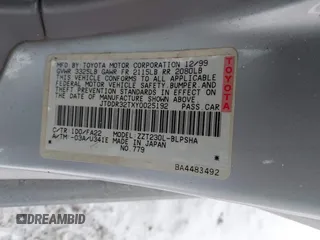 MFD BY TOYOTA MOTOR CORPORATION 12/99
GVWR 3325LB GAWR FR 2115LB RR 2080LB
THIS VEHICLE CONFORMS TO ALL APPLICABLE
FEDERAL MOTOR VEHICLE SAFETY, BUMPER, AND
THEFT PREVENTION STANDARDS IN EFFECT ON
THE DATE OF MANUFACTURE SHOWN ABOVE.
JTDDR32TXY0025192 PASS.CAR
C/TR 1D0/FA22 MODEL ZZT230L-BLPSHA
A/TM -03A/U341E MADE IN JAPAN
NO.779
TOYOTA
BA4483492